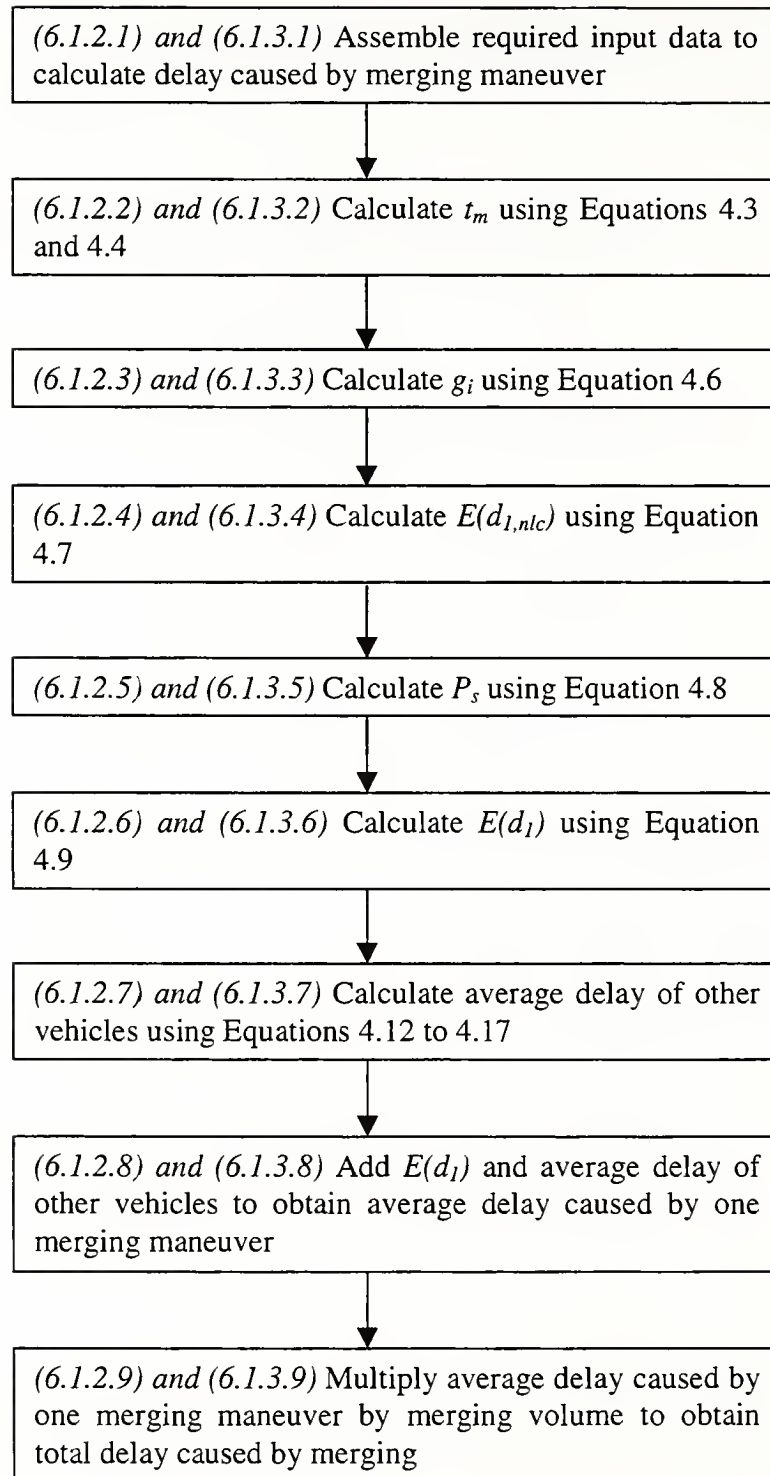 (6.1.2.1) and (6.1.3.1) Assemble required input data to
calculate delay caused by merging maneuver
(6.1.2.2) and (6.1.3.2) Calculate tm using Equations 4.3
and 4.4
(6.1.2.3) and (6.1.3.3) Calculate gi using Equation 4.6
(6.1.2.4) and (6.1.3.4) Calculate E(d1,nlc) using Equation
4.7
(6.1.2.5) and (6.1.3.5) Calculate Ps using Equation 4.8
(6.1.2.6) and (6.1.3.6) Calculate E(d1) using Equation
4.9
(6.1.2.7) and (6.1.3.7) Calculate average delay of other
vehicles using Equations 4.12 to 4.17
(6.1.2.8) and (6.1.3.8) Add E(d1) and average delay of
other vehicles to obtain average delay caused by one
merging maneuver
(6.1.2.9) and (6.1.3.9) Multiply average delay caused by
one merging maneuver by merging volume to obtain
total delay caused by merging